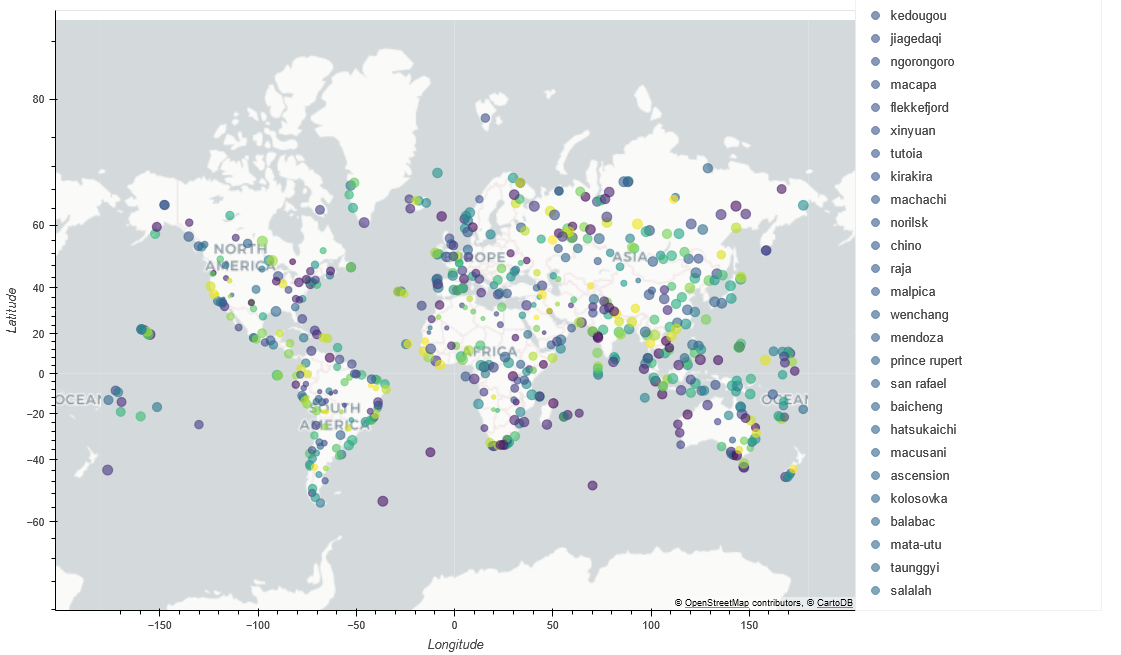 80
60
40
20
0
−20
−40
−60
Latitude
−150
−100
−50
0
50
100
150
Longitude
NORTH
AMERICA
SOUTH
AMERICA
AFRICA
ASIA
OCEAN
© OpenStreetMap contributors, © CartoDB
kedougou
jiagedaqi
ngorongoro
macapa
flekkefjord
xinyuan
tutoia
kirakira
machachi
norilsk
chino
raja
malpica
wenchang
mendoza
prince rupert
san rafael
baicheng
hatsukaichi
macusani
ascension
kolosovka
balabac
mata-utu
taunggyi
salalah